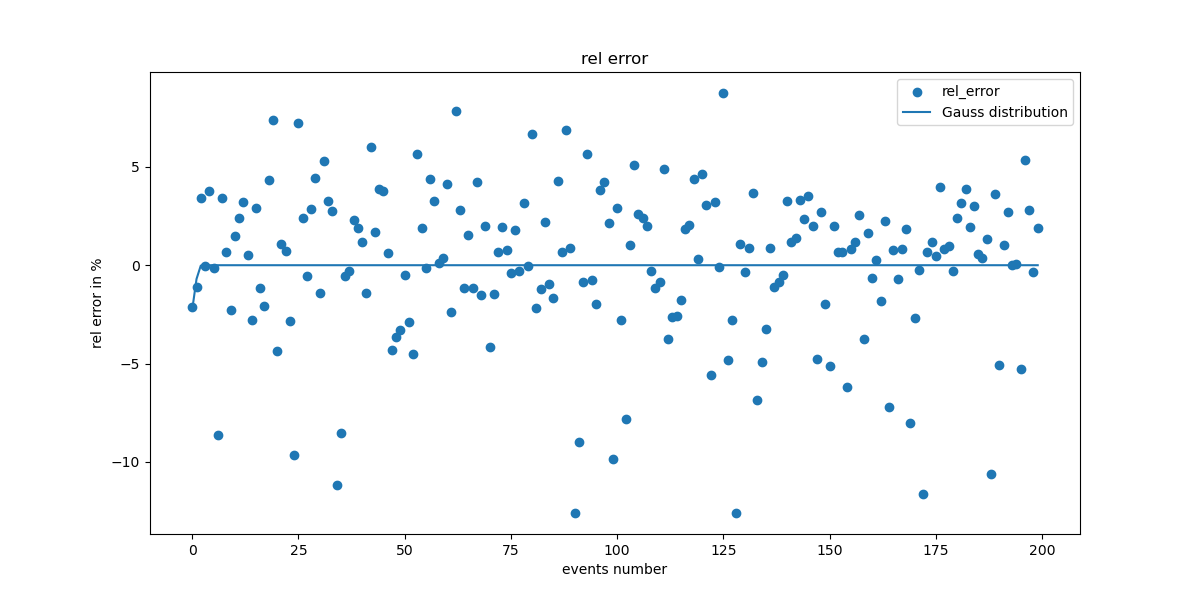 rel error
rel_error
Gauss distribution
rel error in %
5
0
−5
−10
0
25
50
75
100
125
150
175
200
events number